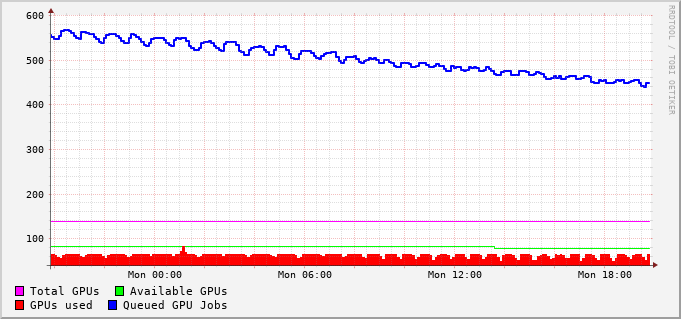 600
500
400
300
200
100
Mon 00:00 Mon 06:00 Mon 12:00 Mon 18:00
Total GPUs Available GPUs
GPUs used Queued GPU Jobs
RRDTOOL / TOBI OETIKER